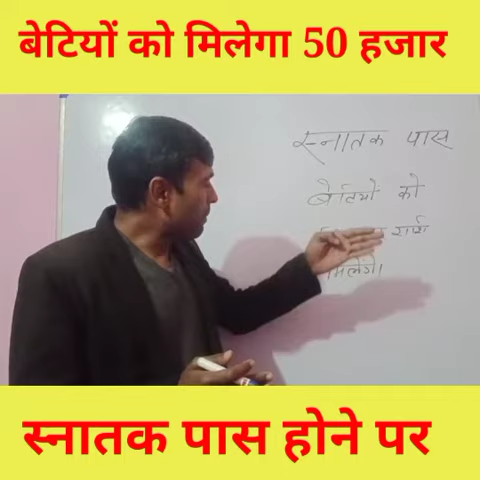 बेटियों को मिलेगा 50 हजार
स्नातक पास
बेटियो को
मिलेंगे।
स्नातक पास होने पर